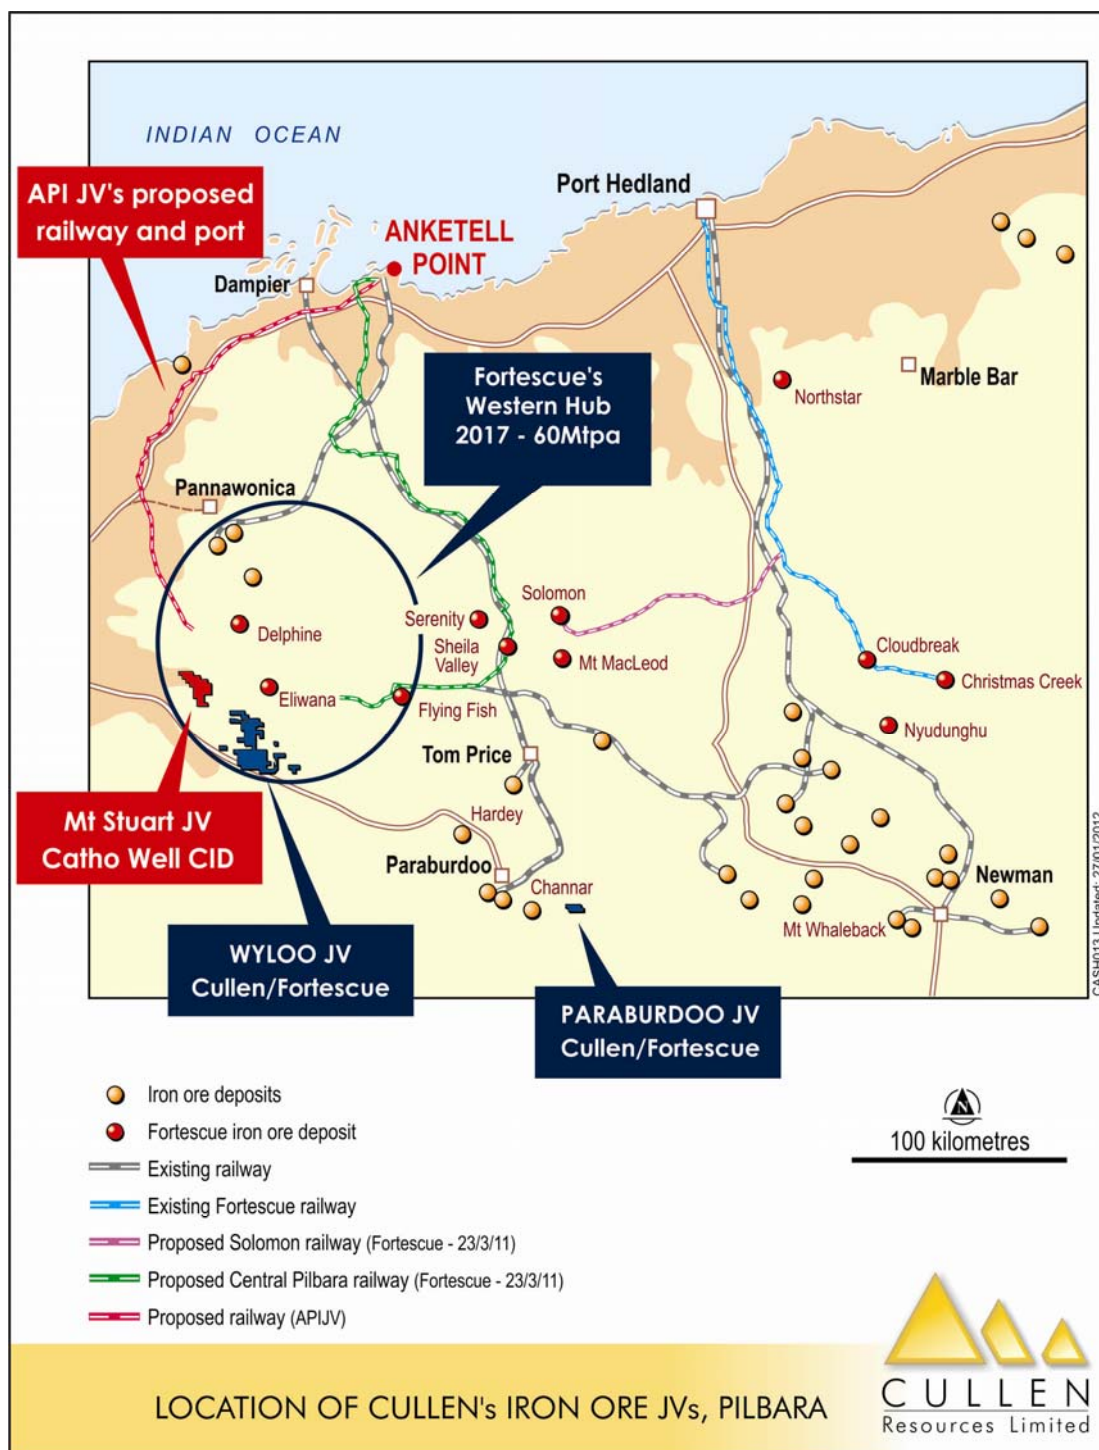 INDIAN OCEAN
API JV's proposed
railway and port
Port Hedland
ANKETELL
POINT
Dampier
Fortescue's
Western Hub
2017 - 60Mtpa
Marble Bar
Northstar
Pannawonica
Solomon
Serenity
Delphine
Sheila
Valley
Mt MacLeod
Cloudbreak
Christmas Creek
Eliwana
Flying Fish
Nyudunghu
Tom Price
Mt Stuart JV
Catho Well CID
Hardey
Paraburdoo
Channar
Newman
Mt Whaleback
CASH013 Updated: 27/01/2012
WYLOO JV
Cullen/Fortescue
PARABURDOO JV
Cullen/Fortescue
Iron ore deposits
Fortescue iron ore deposit
Existing railway
Existing Fortescue railway
Proposed Solomon railway (Fortescue - 23/3/11)
Proposed Central Pilbara railway (Fortescue - 23/3/11)
Proposed railway (APIJV)
N
100 kilometres
LOCATION OF CULLEN's IRON ORE JVs, PILBARA
CULLEN
Resources Limited